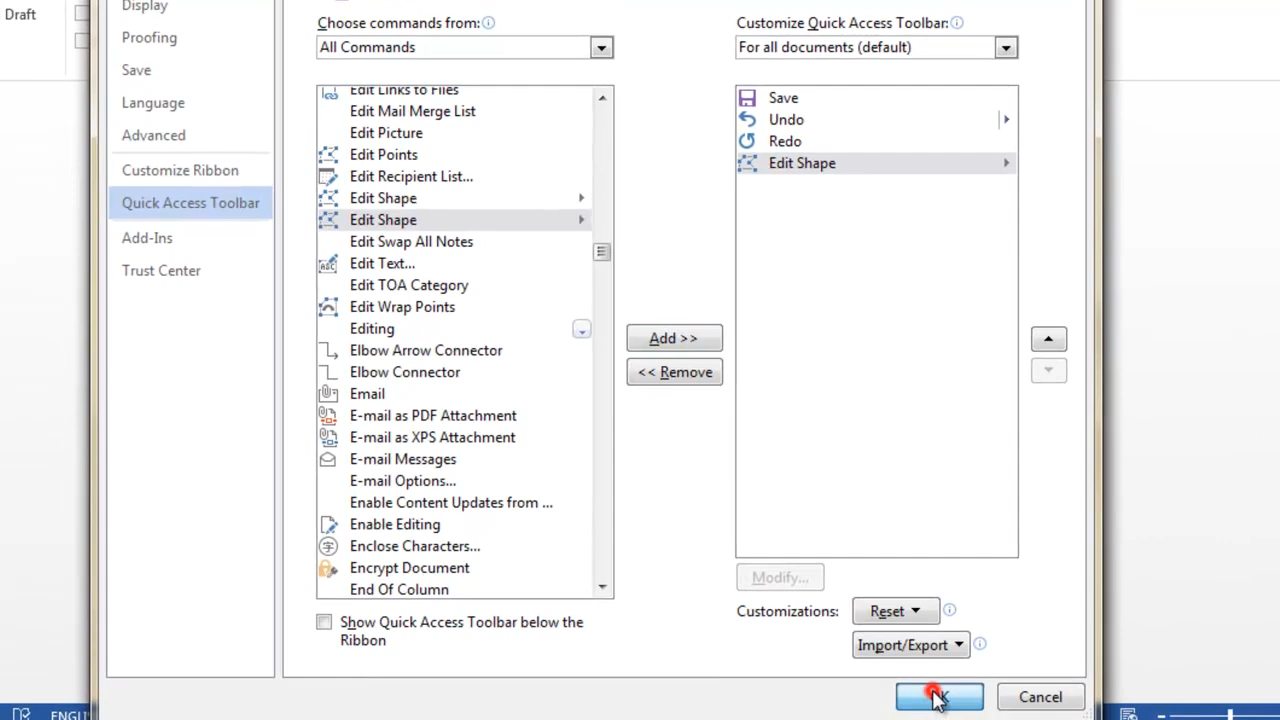 Draft
Display
Proofing
Save
Language
Advanced
Customize Ribbon
Quick Access Toolbar
Add-Ins
Trust Center
Choose commands from:
All Commands
Edit Links to Files
Edit Mail Merge List
Edit Picture
Edit Points
Edit Recipient List...
Edit Shape
Edit Shape
Edit Swap All Notes
Edit Text...
Edit TOA Category
Edit Wrap Points
Editing
Elbow Arrow Connector
Elbow Connector
Email
E-mail as PDF Attachment
E-mail as XPS Attachment
E-mail Messages
E-mail Options...
Enable Content Updates from ...
Enable Editing
Enclose Characters...
Encrypt Document
End Of Column
Show Quick Access Toolbar below the
Ribbon
Add >>
<< Remove
Customize Quick Access Toolbar:
For all documents (default)
Save
Undo
Redo
Edit Shape
Modify...
Customizations:
Reset
Import/Export
Cancel